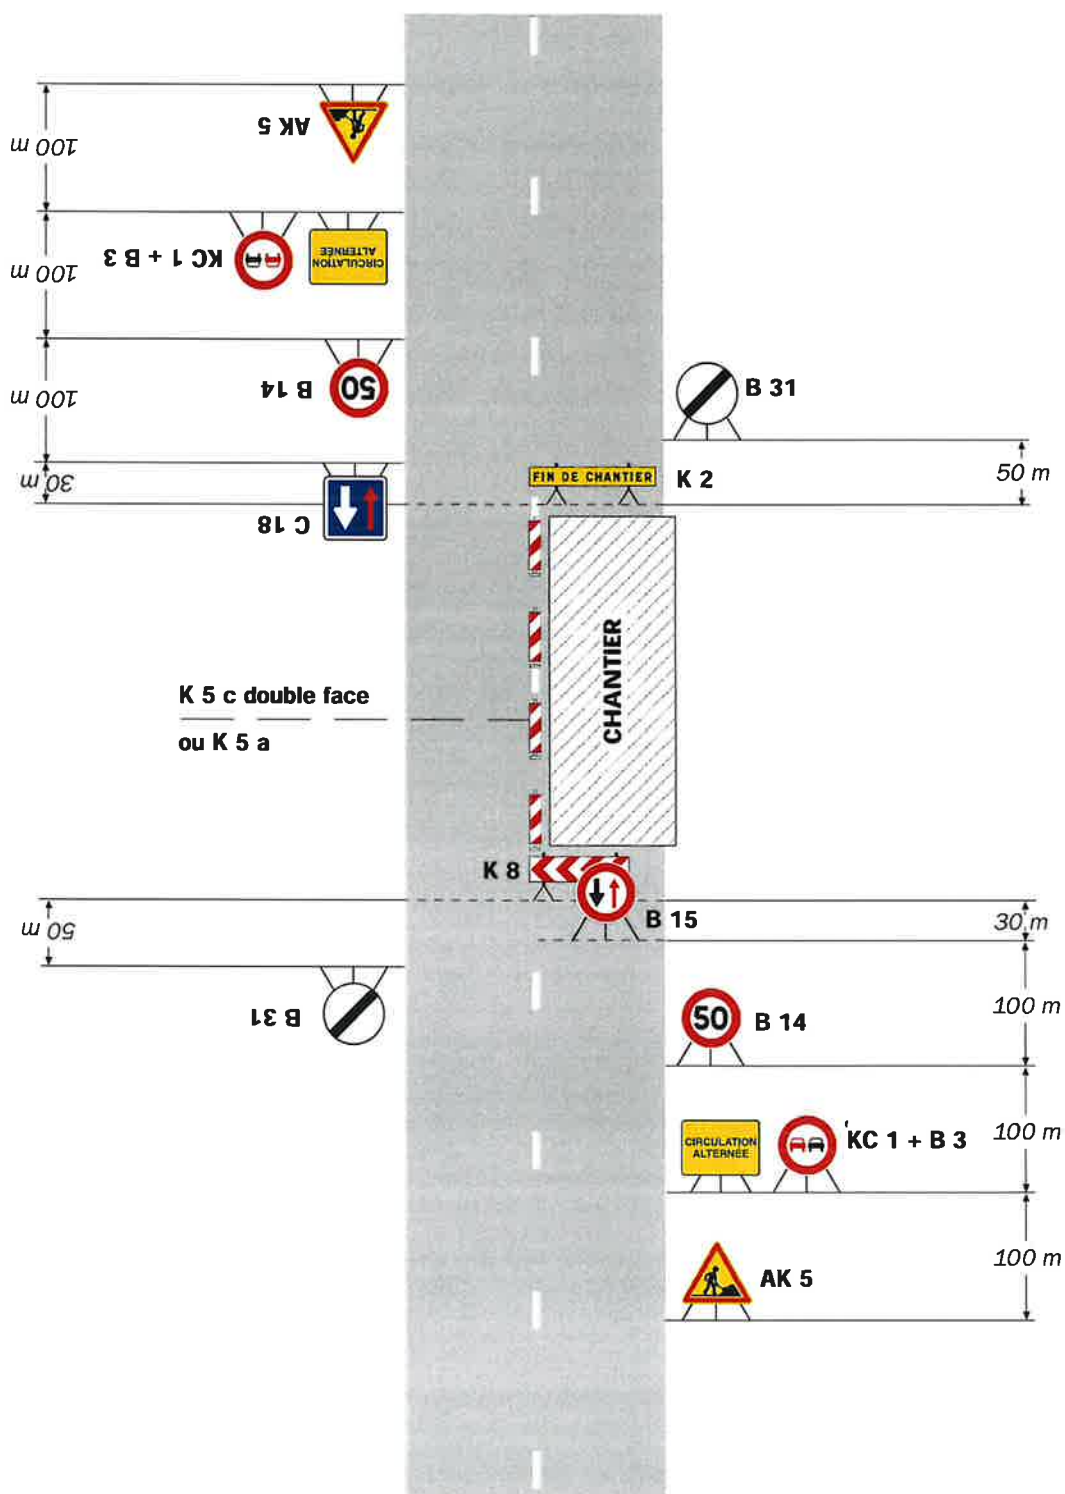 AK 5
100 m
KC 1 + B 3
CIRCULATION
ALTERNÉE
100 m
B 14
50
100 m
B 31
FIN DE CHANTIER
K 2
50 m
30 m
C 18
CHANTIER
K 5 c double face
ou K 5 a
K 8
B 15
30 m
50 m
B 31
50
B 14
100 m
CIRCULATION
ALTERNÉE
KC 1 + B 3
100 m
AK 5
100 m